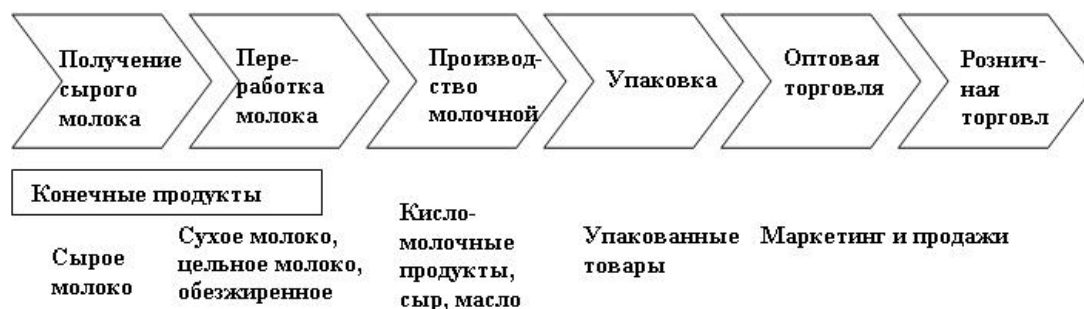 Получение
сырого
молока
Пере-
работка
молока
Производ-
ство
молочной
Упаковка
Оптовая
торговля
Рознич-
ная
торговл
Конечные продукты
Сырое
молоко
Сухое молоко,
цельное молоко,
обезжиренное
Кисло-
молочные
продукты,
сыр, масло
Упакованные
товары
Маркетинг и продажи